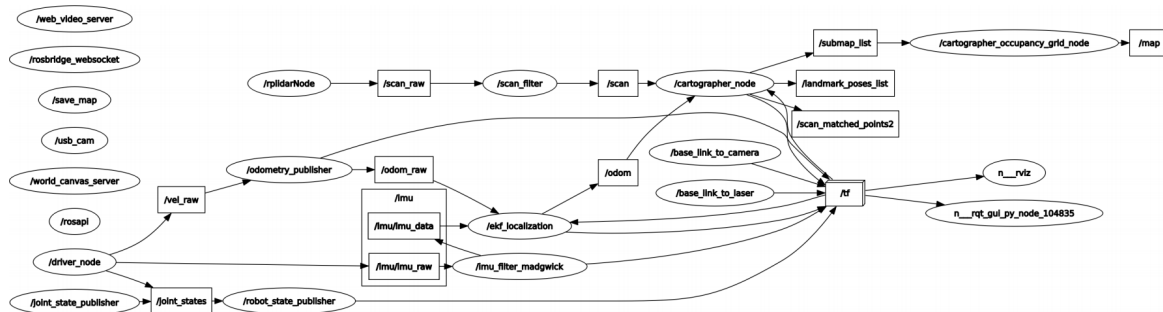 /web_video_server
/rosbridge_websocket
/save_map
/usb_cam
/world_canvas_server
/rosapi
/driver_node
/joint_state_publisher
/vel_raw
/joint_states
/rplidarNode
/odometry_publisher
/robot_state_publisher
/scan_raw
/odom_raw
/imu
/imu/imu_data
/imu/imu_raw
/scan_filter
/ekf_localization
/imu_filter_madgwick
/scan
/odom
/cartographer_node
/base_link_to_camera
/base_link_to_laser
/submap_list
/landmark_poses_list
/scan_matched_points2
/tf
/cartographer_occupancy_grid_node
n__rviz
n__rqt_gui_py_node_104835
/map